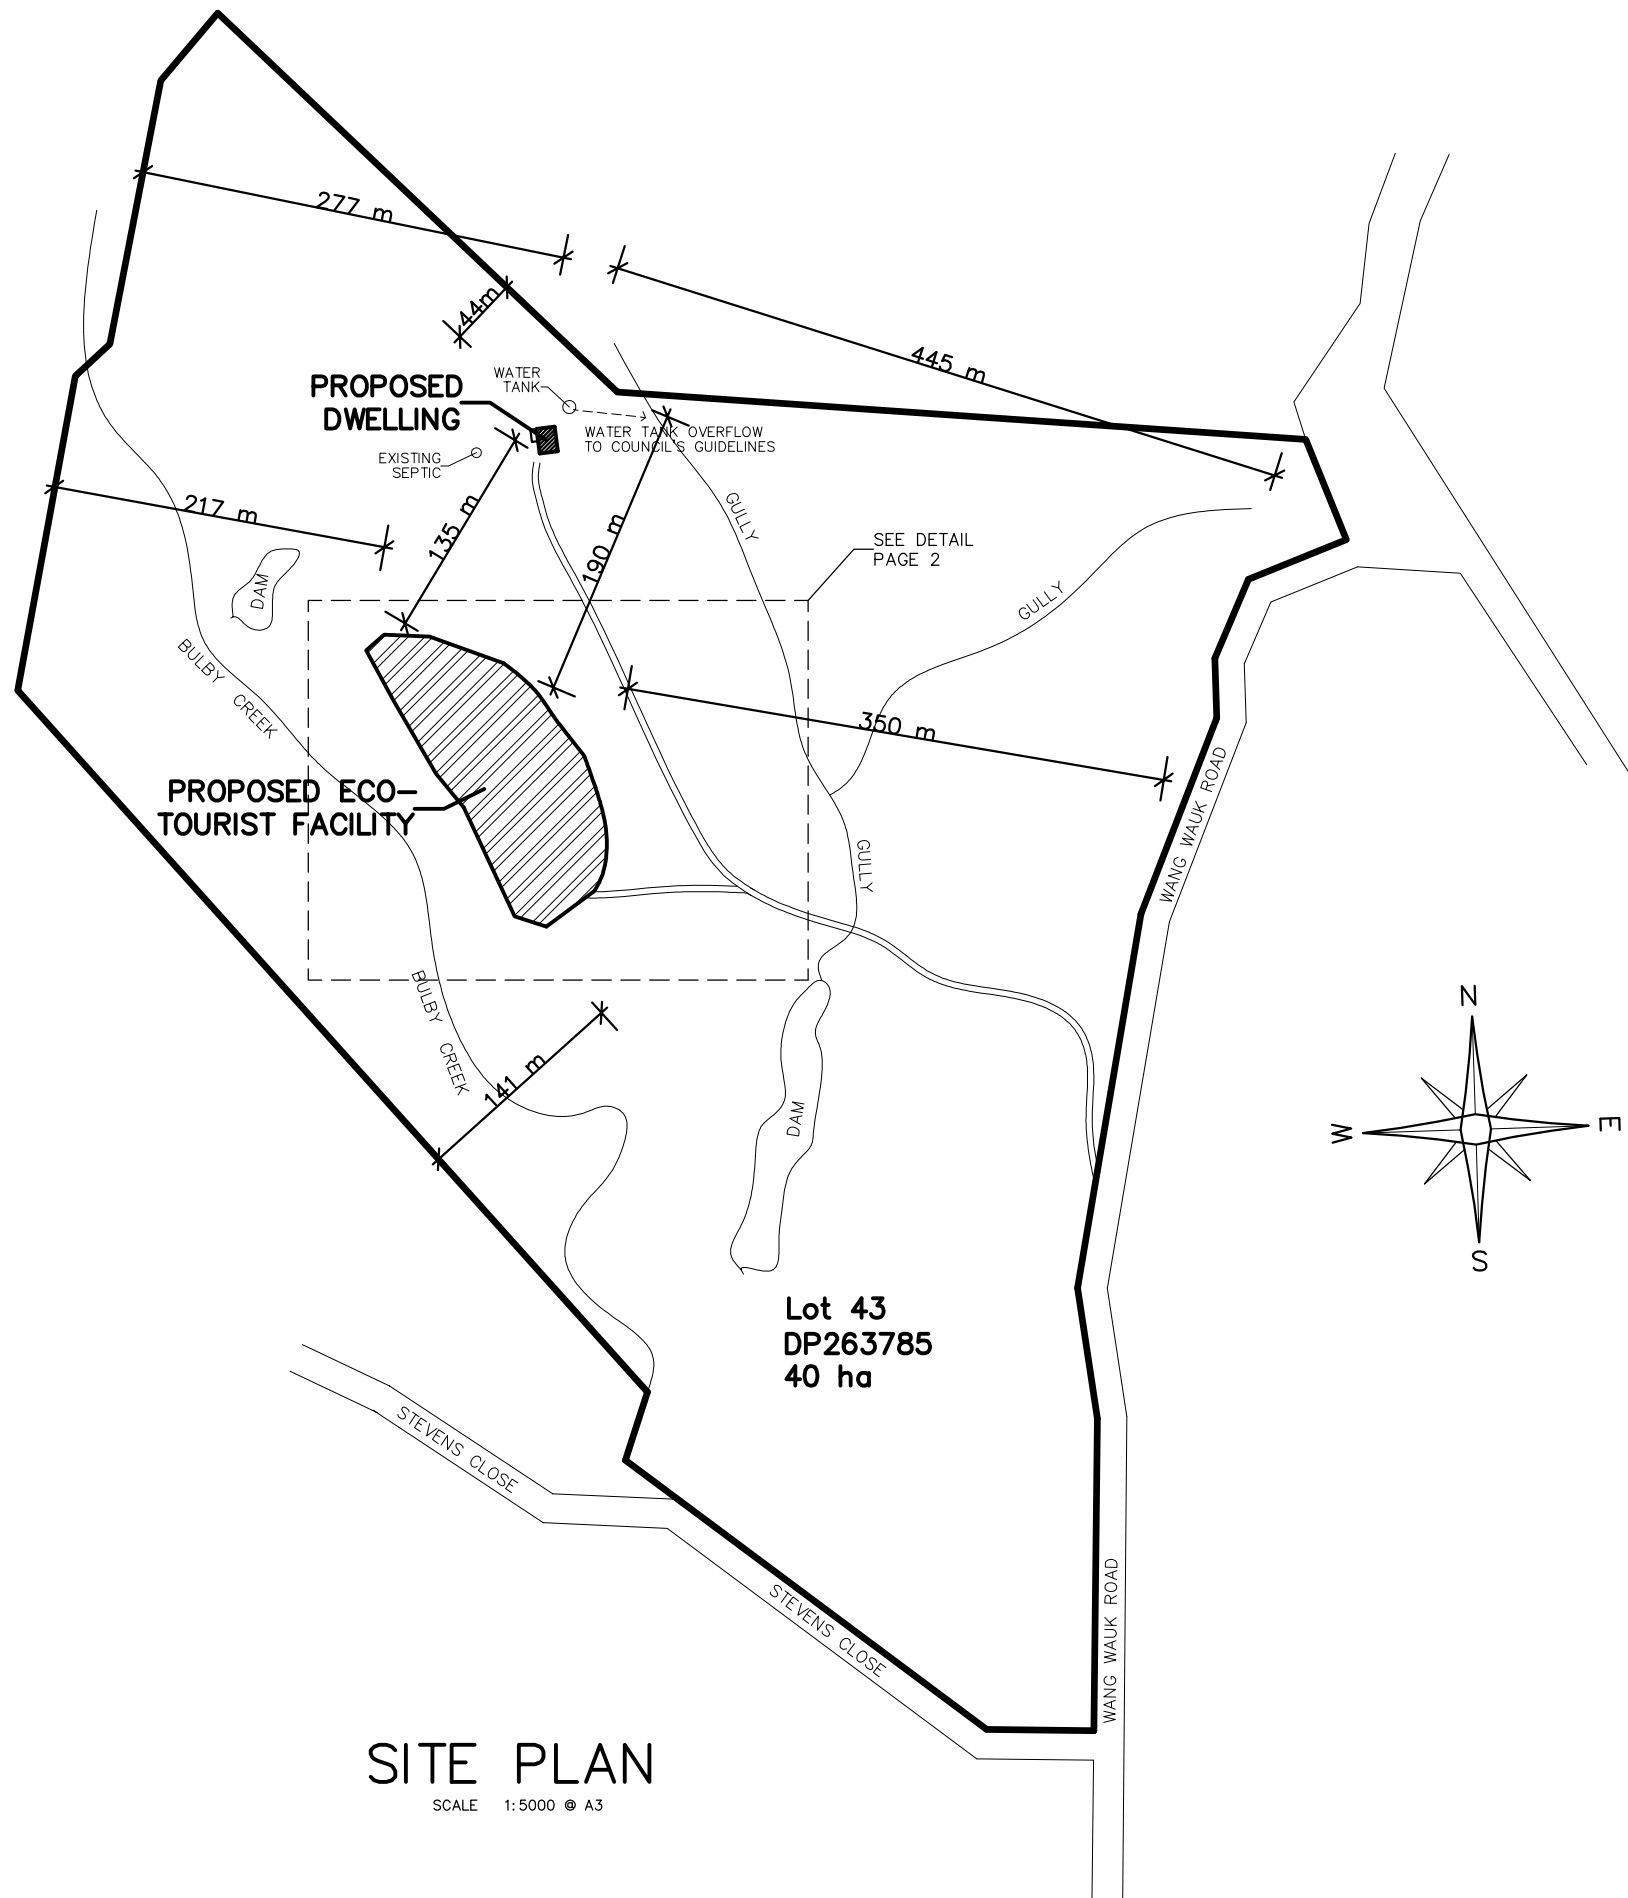 277 m
44m
445 m
WATER
TANK
PROPOSED
DWELLING
WATER TANK OVERFLOW
TO COUNCIL'S GUIDELINES
EXISTING
SEPTIC
217 m
135 m
190 m
GULLY
SEE DETAIL
PAGE 2
DAM
GULLY
BULBY CREEK
350 m
WANG WAUK ROAD
PROPOSED ECO-
TOURIST FACILITY
GULLY
BULBY CREEK
141 m
DAM
N
W
E
S
Lot 43
DP263785
40 ha
STEVENS CLOSE
STEVENS CLOSE
WANG WAUK ROAD
SITE PLAN
SCALE 1:5000 @ A3